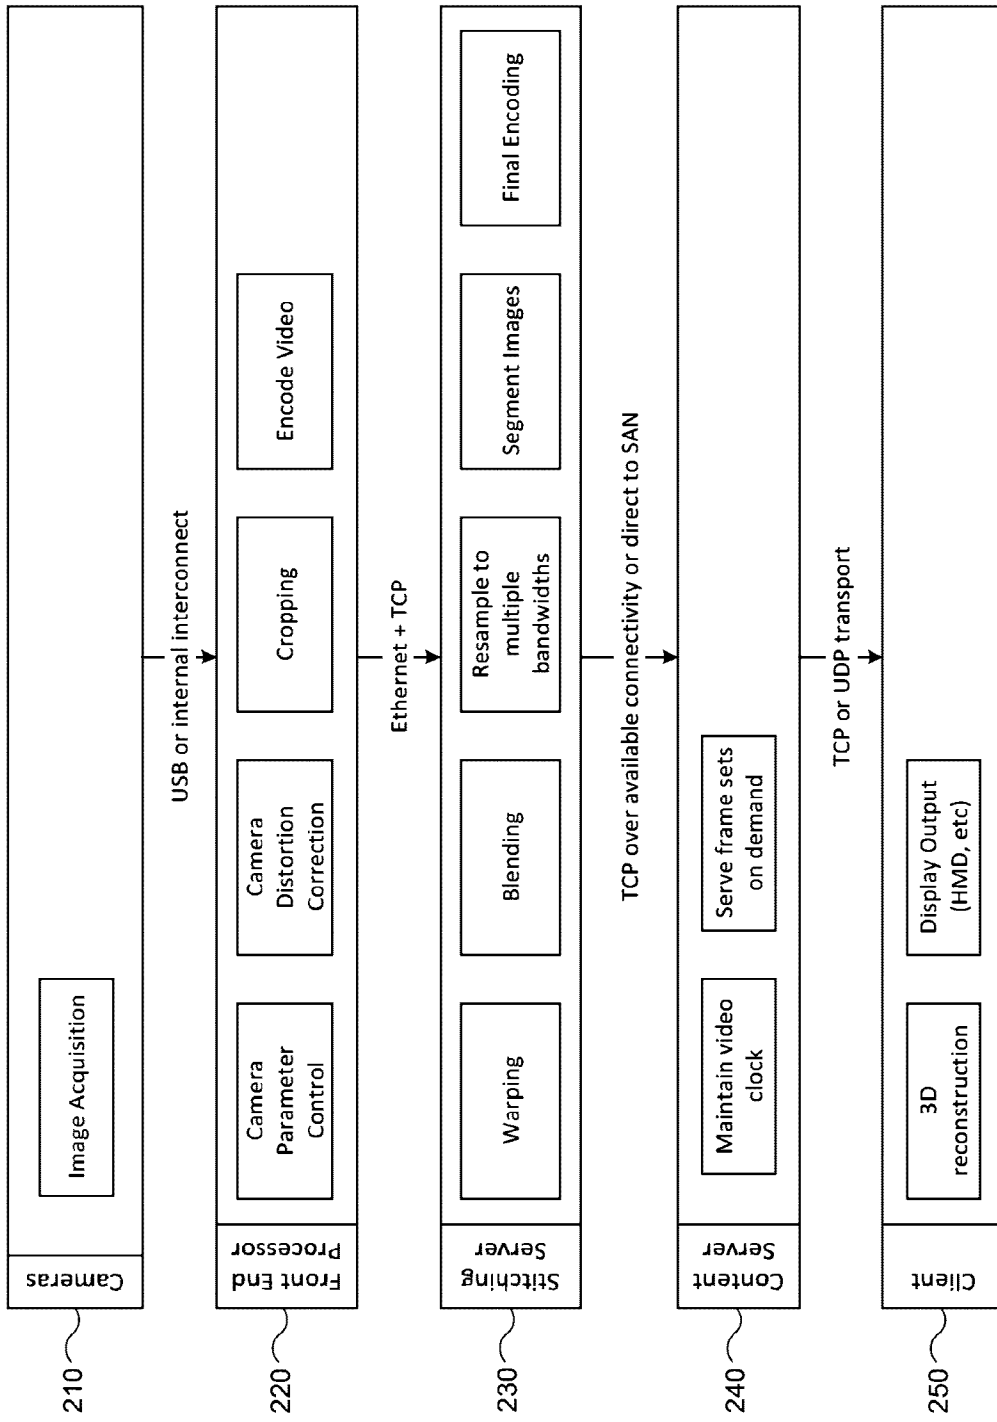 210
Cameras
Image Acquisition
USB or internal interconnect
220
Front End
Processor
Camera
Parameter
Control
Camera
Distortion
Correction
Cropping
Encode Video
Ethernet + TCP
230
Stitching
Server
Warping
Blending
Resample to
multiple
bandwidths
Segment Images
Final Encoding
TCP over available connectivity or direct to SAN
240
Content
Server
Maintain video
clock
Serve frame sets
on demand
TCP or UDP transport
250
Client
3D
reconstruction
Display Output
(HMD, etc)